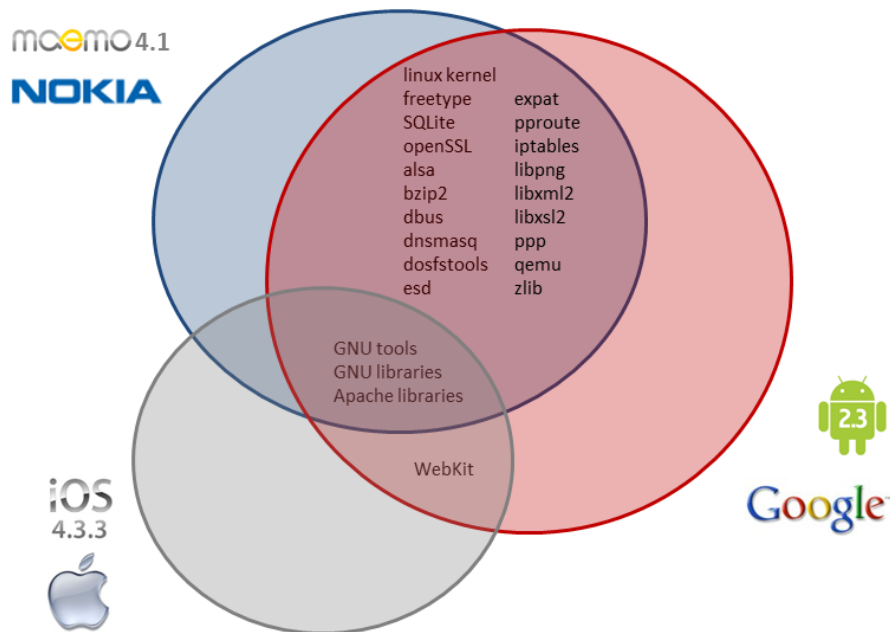 maemo 4.1
NOKIA
linux kernel
freetype expat
SQLite pproute
openSSL iptables
alsa libpng
bzip2 libxml2
dbus libxsl2
dnsmasq ppp
dosfstools qemu
esd zlib
GNU tools
GNU libraries
Apache libraries
WebKit
2.3
Google
iOS
4.3.3